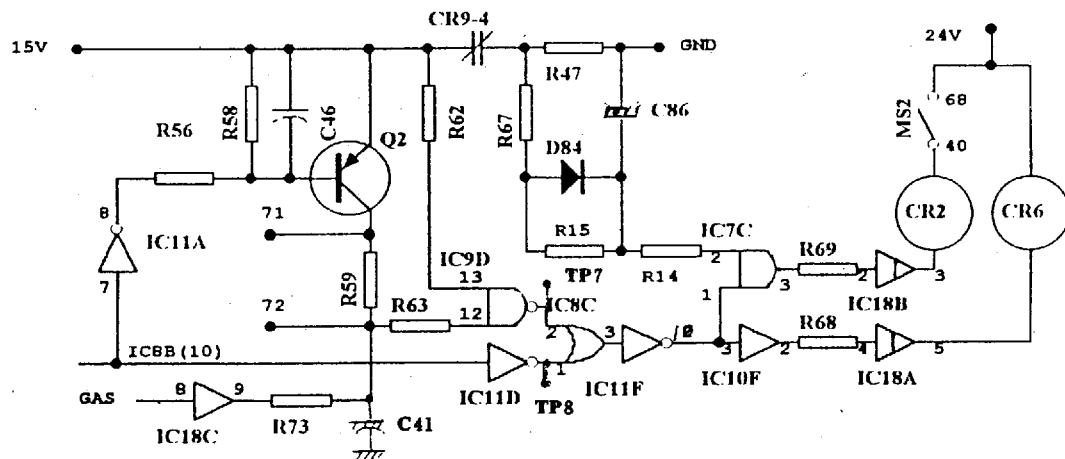 CR9-4
15V
GND
24V
R47
68
MS2
40
R56
R58
C46
Q2
R62
R67
C86
D84
8
71
IC11A
7
R59
72
R63
IC9D
13
12
R15
TP7
IC8C
R14
IC7C
2
1
3
R69
2
3
IC18B
CR2
CR6
IC8B(10)
IC11D
2
1
TP8
3
IC11F
3
2
IC10F
R68
4
5
IC18A
GAS
8
9
IC18C
R73
C41